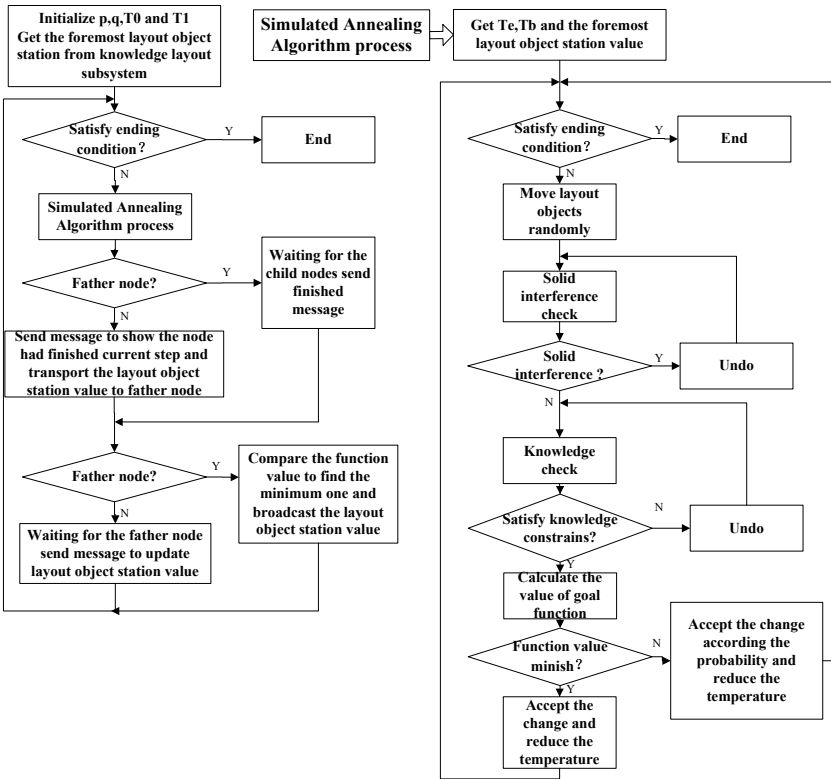 Initialize p,q,T0 and T1
Get the foremost layout object
station from knowledge layout
subsystem
Satisfy ending
condition?
Y
End
N
Simulated Annealing
Algorithm process
Father node?
Y
Waiting for the
child nodes send
finished
message
N
Send message to show the node
had finished current step and
transport the layout object
station value to father node
Father node?
Y
Compare the function
value to find the
minimum one and
broadcast the layout
object station value
N
Waiting for the father node
send message to update
layout object station value
Simulated Annealing
Algorithm process
Get Te,Tb and the foremost
layout object station value
Satisfy ending
condition?
Y
End
N
Move layout
objects
randomly
Solid
interference
check
Solid
interference ?
Y
Undo
N
Knowledge
check
Satisfy knowledge
constrains?
N
Undo
Y
Calculate the
value of goal
function
Function value
minish?
N
Accept the change
according the
probability and
reduce the
temperature
Y
Accept the
change and
reduce the
temperature